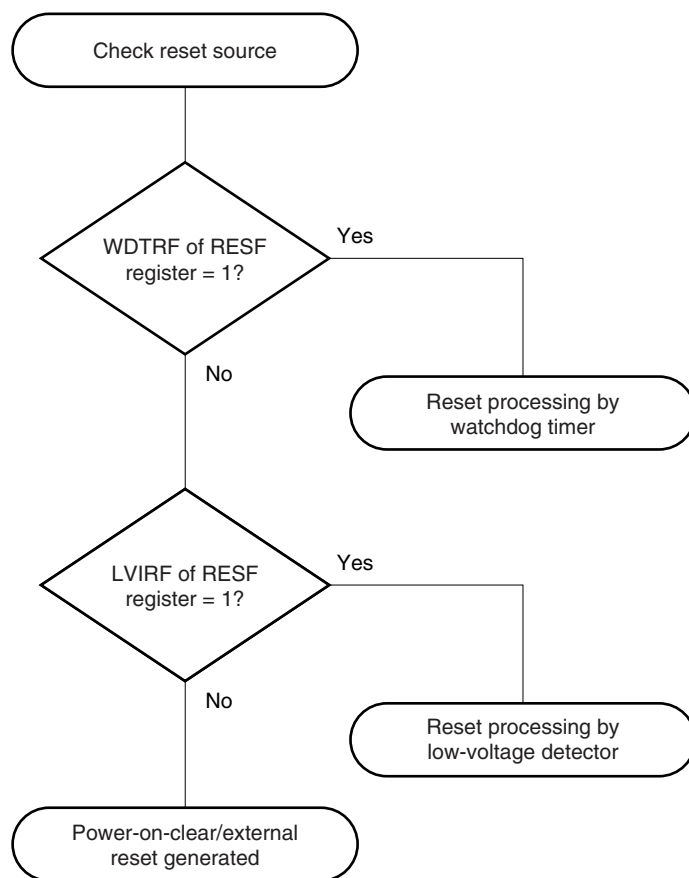 Check reset source
WDTRF of RESF
register = 1?
Yes
No
Reset processing by
watchdog timer
LVIRF of RESF
register = 1?
Yes
No
Reset processing by
low-voltage detector
Power-on-clear/external
reset generated